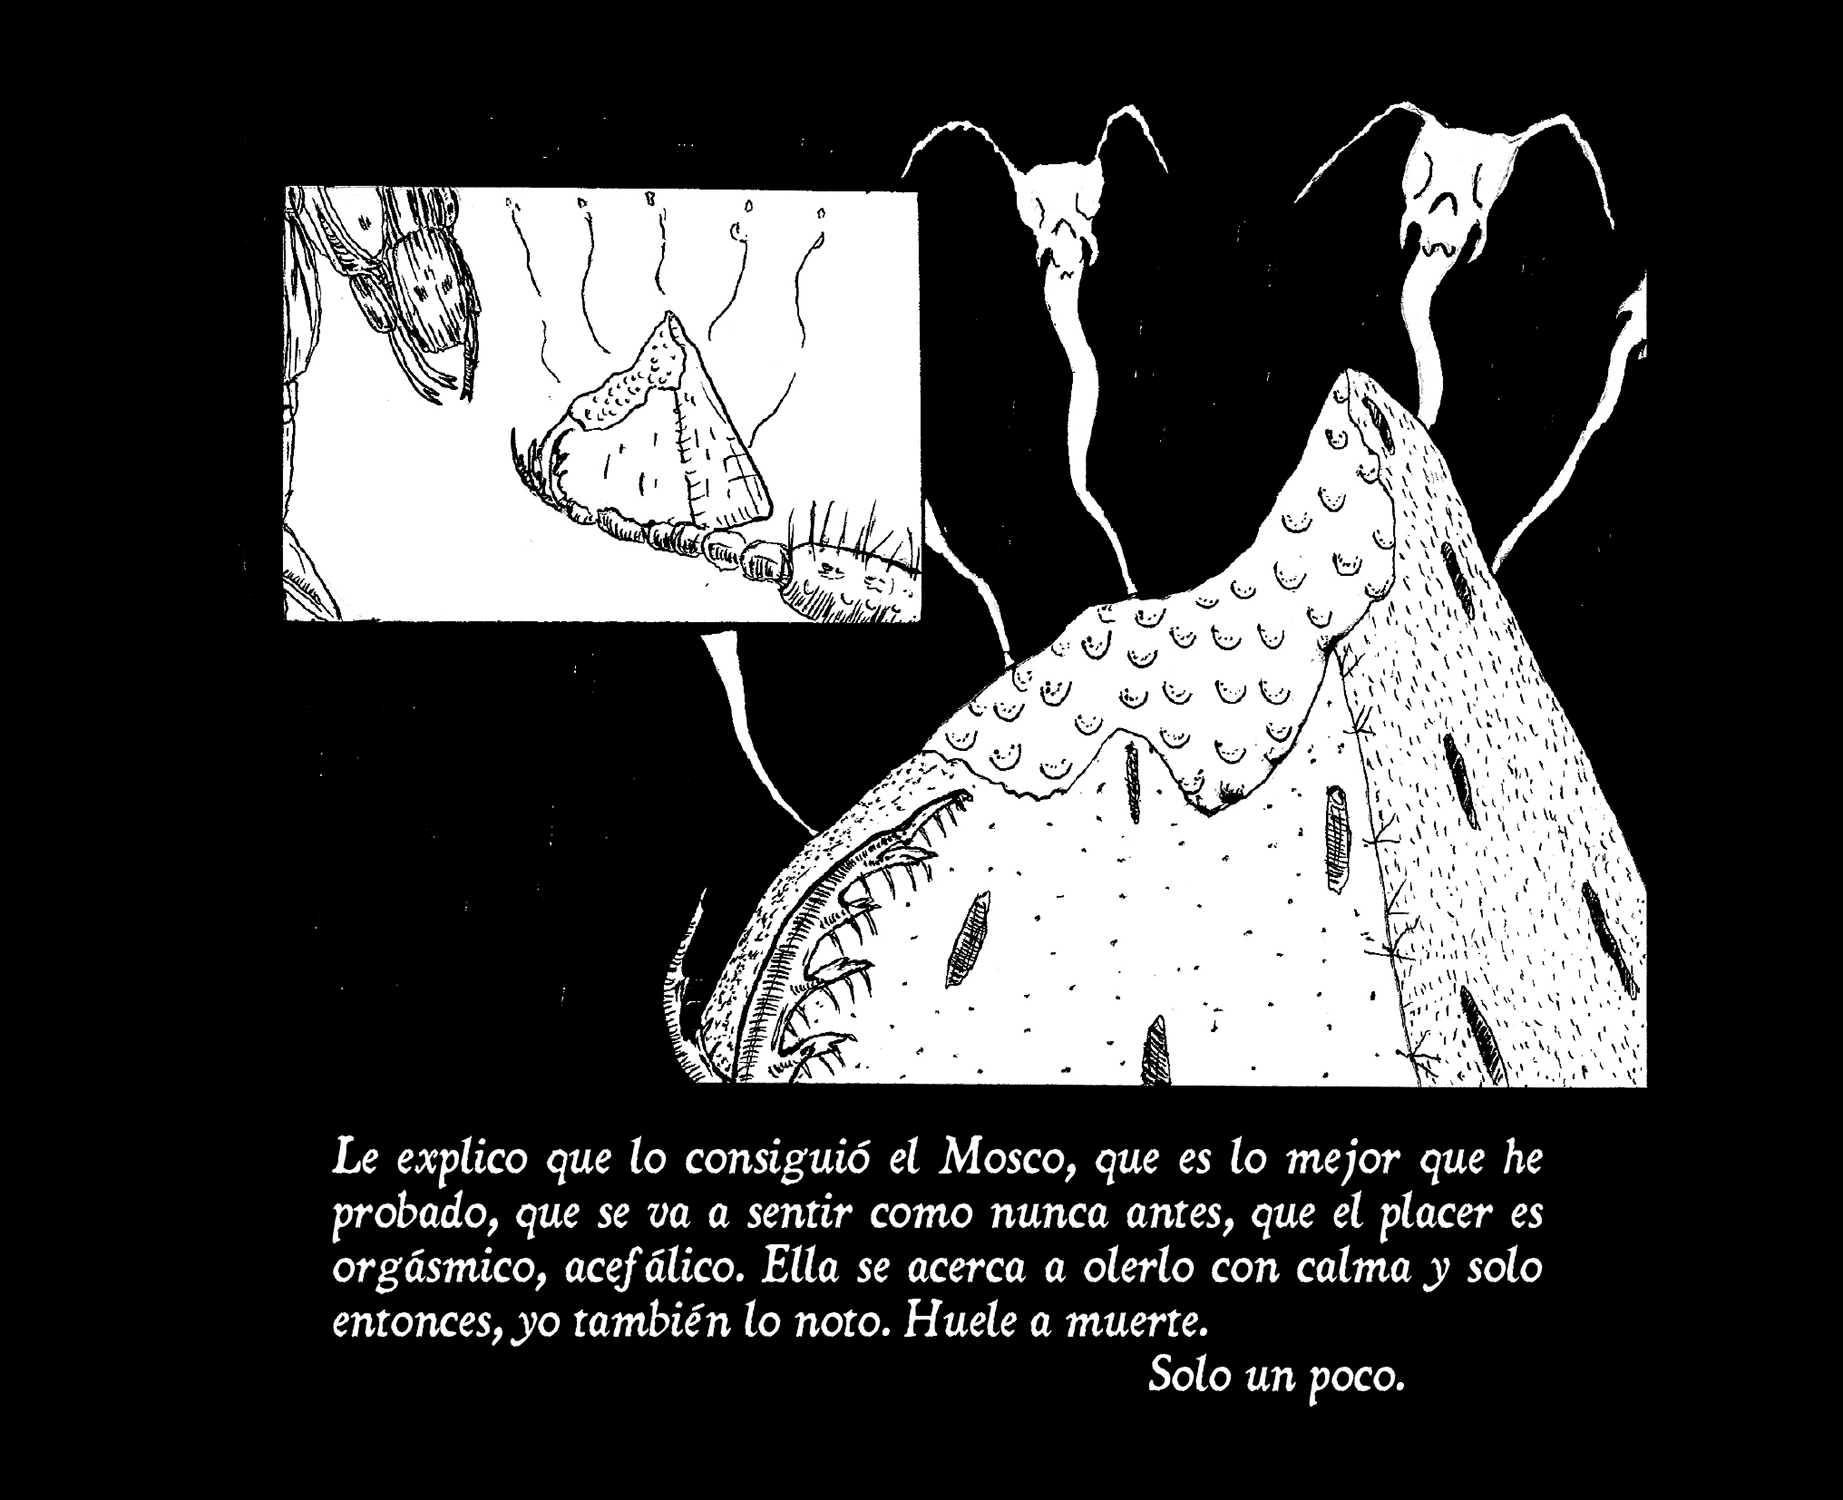 Le explico que lo consiguió el Mosco, que es lo mejor que he
probado, que se va a sentir como nunca antes, que el placer es
orgásmico, acefálico. Ella se acerca a olerlo con calma y solo
entonces, yo también lo noto. Huele a muerte.
Solo un poco.